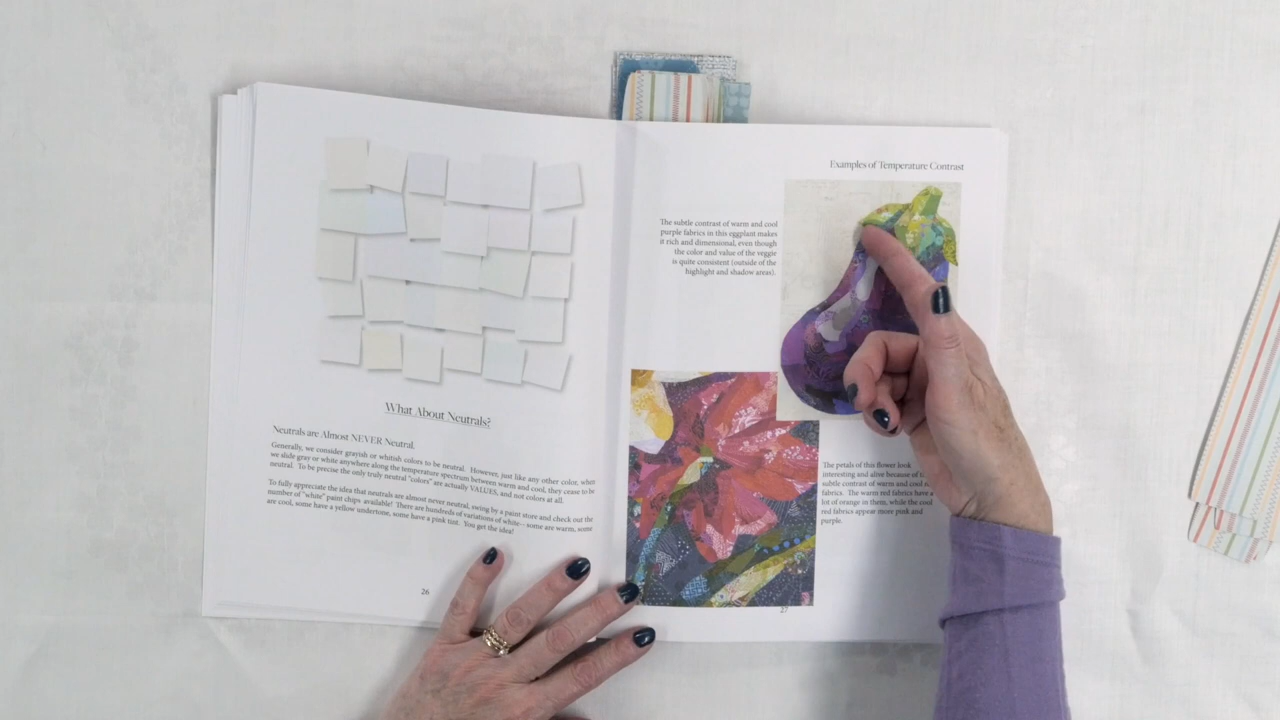 What About Neutrals?
Neutrals are Almost NEVER Neutral.
Generally, we consider grayish or whitish colors to be neutral. However, just like any other color, when
we slide gray or white anywhere along the temperature spectrum between warm and cool, they cease to be
neutral. To be precise the only truly neutral "colors" are actually VALUES, and not colors at all.
To fully appreciate the idea that neutrals are almost never neutral, swing by a paint store and check out the
number of "white" paint chips available! There are hundreds of variations of white-- some are warm, some
are cool, some have a yellow undertone, some have a pink tint. You get the idea!
26
Examples of Temperature Contrast
The subtle contrast of warm and cool
purple fabrics in this eggplant makes
it rich and dimensional, even though
the color and value of the veggie
is quite consistent (outside of the
highlight and shadow areas).
The petals of this flower look
interesting and alive because of
subtle contrast of warm and cool
fabrics. The warm red fabrics have a
lot of orange in them, while the cool
red fabrics appear more pink and
purple.
27